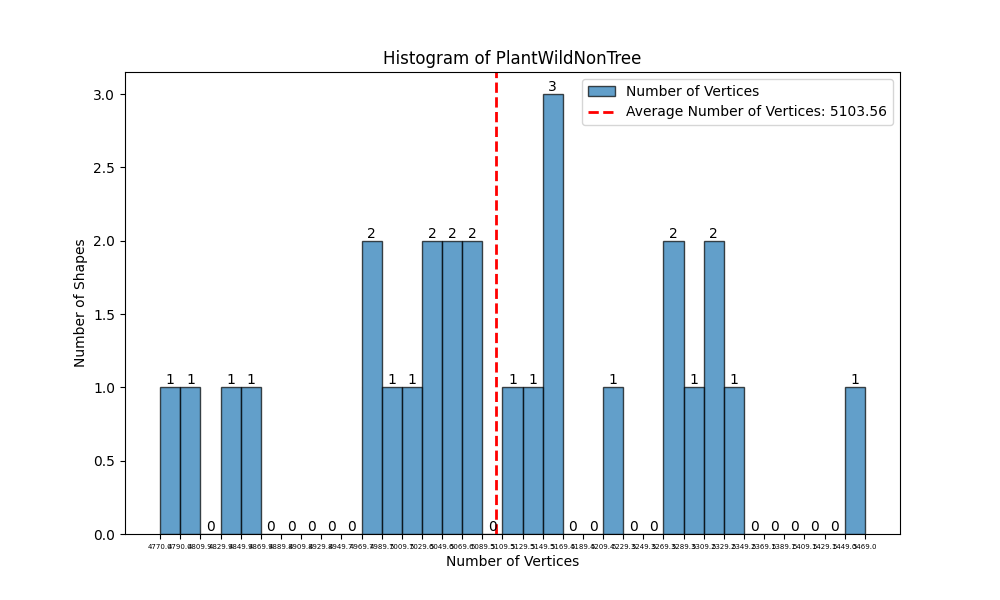 Histogram of PlantWildNonTree
Number of Vertices
Average Number of Vertices: 5103.56
Number of Shapes
3.0
2.5
2.0
1.5
1.0
0.5
0.0
1 1 0 1 1 0 0 0 0 0 2 1 1 2 2 2 0 1 1 3 0 0 1 0 0 2 1 2 1 0 0 0 0 0 1
Number of Vertices